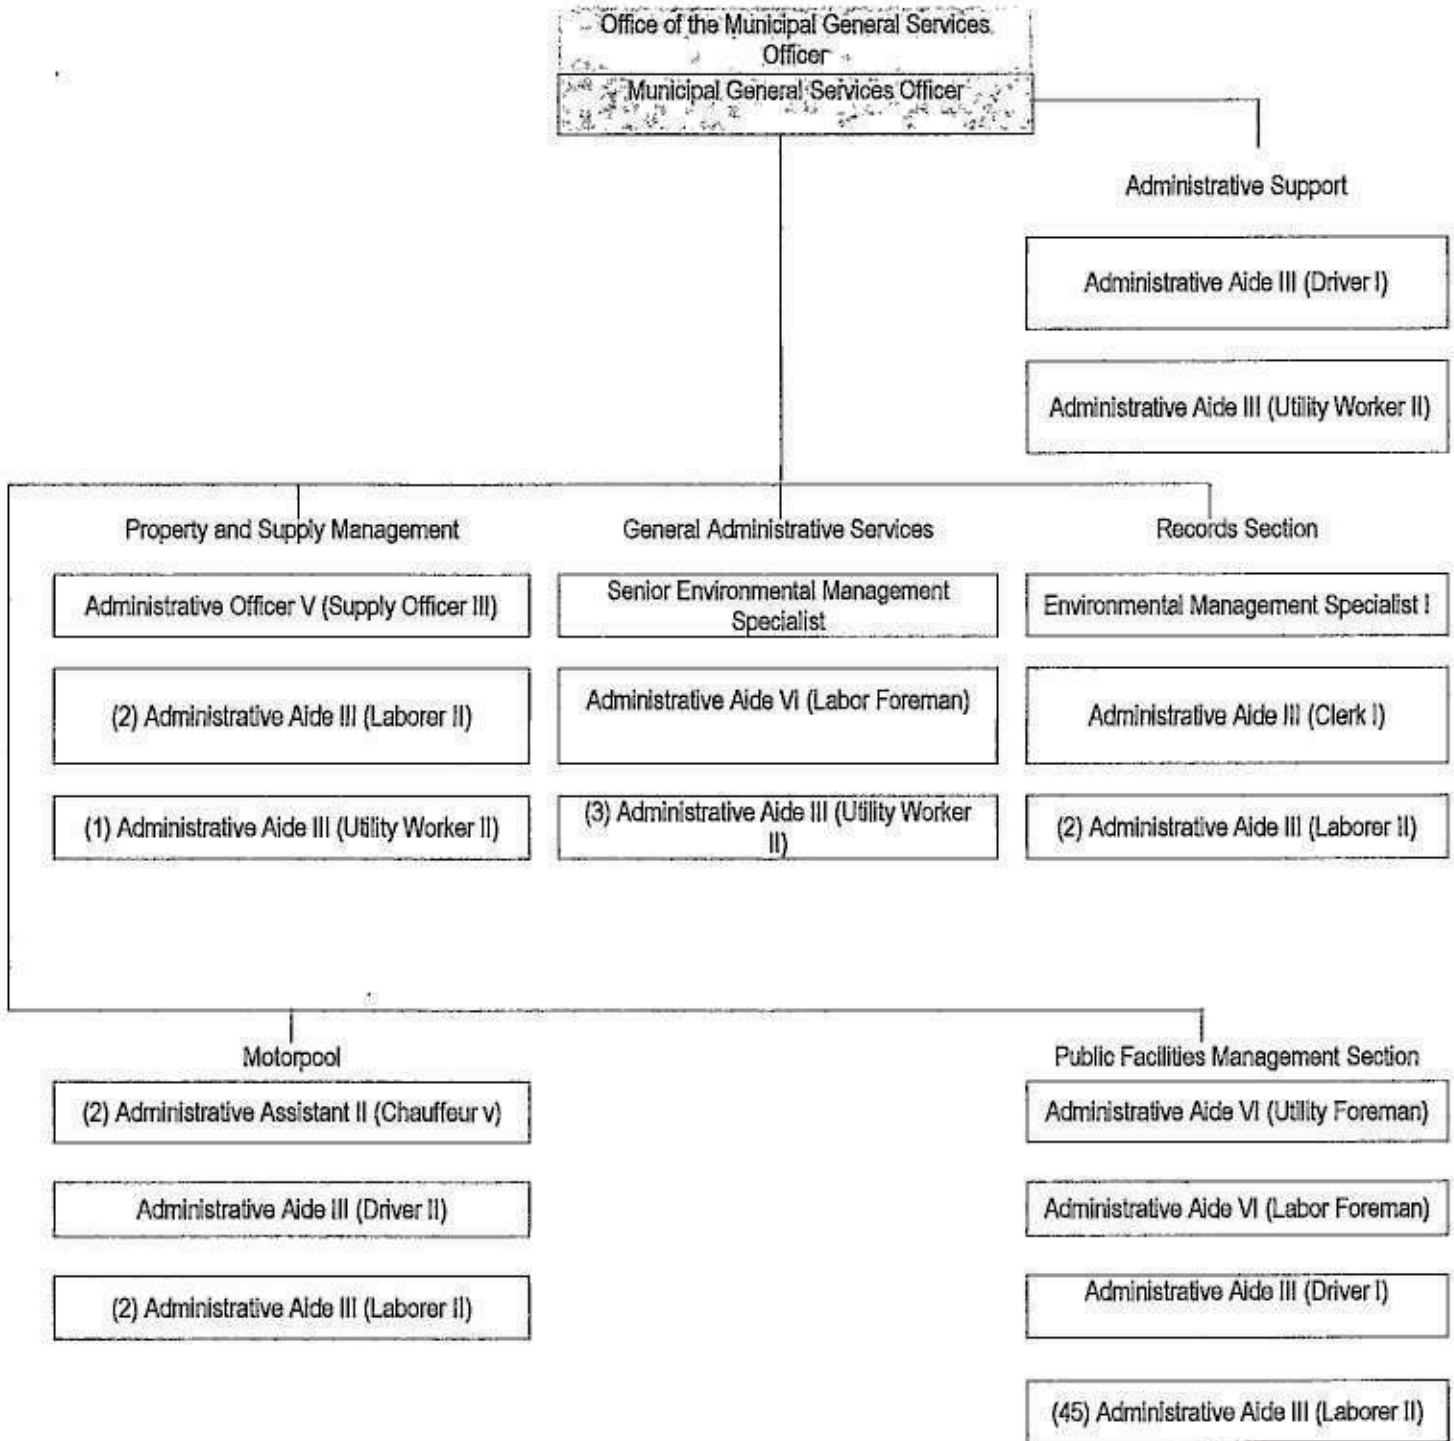 Office of the Municipal General Services
Officer
Municipal General Services Officer
Administrative Support
Administrative Aide III (Driver I)
Administrative Aide III (Utility Worker II)
Property and Supply Management
General Administrative Services
Records Section
Administrative Officer V (Supply Officer III)
Senior Environmental Management
Specialist
Environmental Management Specialist I
(2) Administrative Aide III (Laborer II)
Administrative Aide VI (Labor Foreman)
Administrative Aide III (Clerk I)
(1) Administrative Aide III (Utility Worker II)
(3) Administrative Aide III (Utility Worker
II)
(2) Administrative Aide III (Laborer II)
Motorpool
Public Facilities Management Section
(2) Administrative Assistant II (Chauffeur v)
Administrative Aide VI (Utility Foreman)
Administrative Aide III (Driver II)
Administrative Aide VI (Labor Foreman)
(2) Administrative Aide III (Laborer II)
Administrative Aide III (Driver I)
(45) Administrative Aide III (Laborer II)